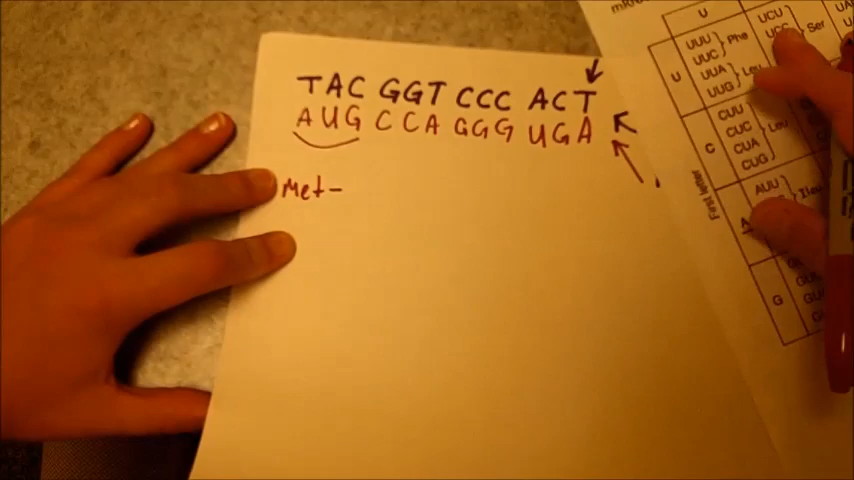 TAC GGT CCC ACT
AUG CCA GGG UGA
Met-
U
UUU
UUC
Phe
UUA
UUG
Leu
UCU
UCC
Ser
U
CUU
CUC
CUA
CUG
Leu
C
AUU
First letter
G